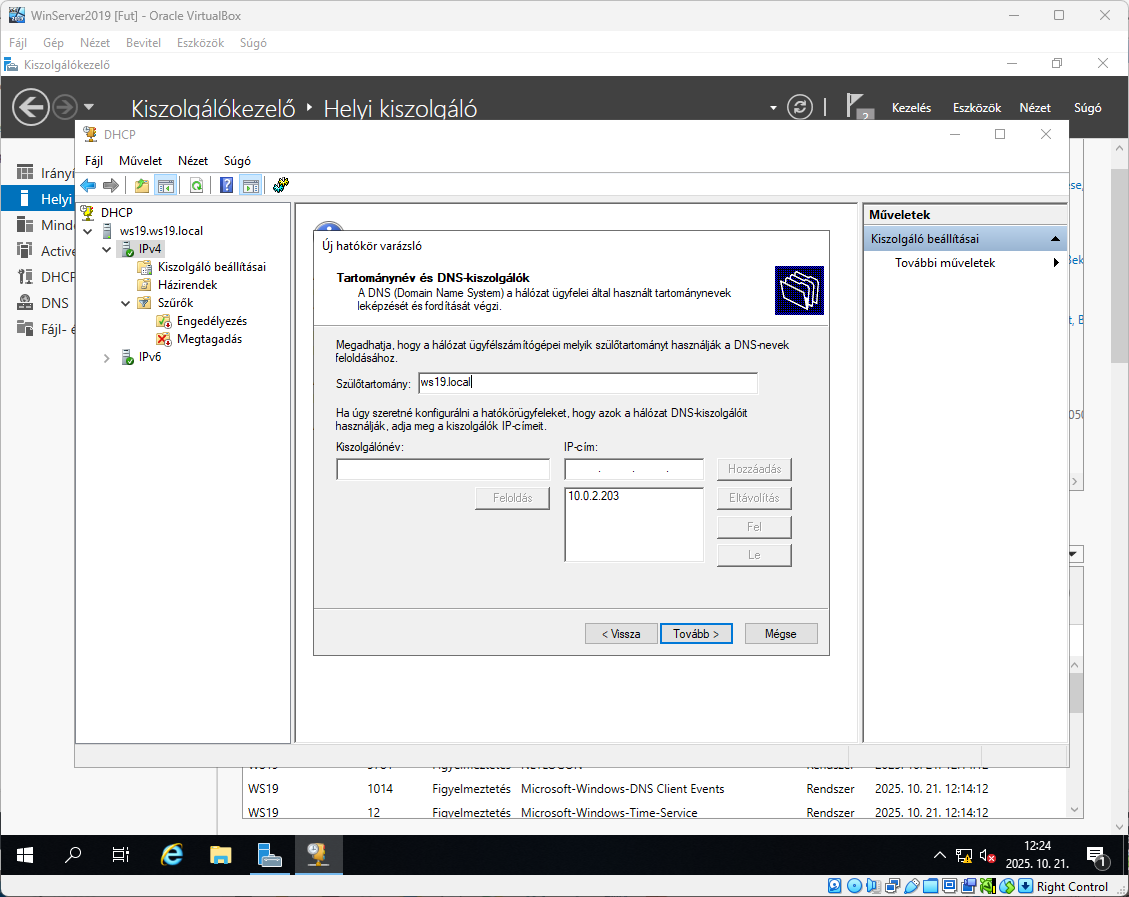 WinServer2019 [Fut] - Oracle VirtualBox
Fájl Gép Nézet Bevitel Eszközök Súgó
Kiszolgálókezelő
Kiszolgálókezelő Helyi kiszolgáló
Kezelés Eszközök Nézet Súgó
DHCP
Fájl Művelet Nézet Súgó
Helyi
DHCP
DNS
DHCP
ws19.ws19.local
IPv4
Kiszolgáló beállításai
Házirendek
Szűrők
Engedélyezés
Megtagadás
IPv6
Új hatókör varázsló
Tartománynév és DNS-kiszolgálók
A DNS (Domain Name System) a hálózat ügyfelei által használt tartománynevek
leképzését és fordítását végzi.
Megadhatja, hogy a hálózat ügyfélszámítógépei melyik szülőtartományt használják a DNS-nevek
feloldásához.
Szülőtartomány: ws19.local
Ha úgy szeretné konfigurálni a hatókörügyfeleket, hogy azok a hálózat DNS-kiszolgálóit
használják, adja meg a kiszolgálók IP-címeit.
Kiszolgálónév: IP-cím:
. . . Hozzáadás
Feloldás 10.0.2.203 Eltávolítás
Fel
Le
< Vissza Tovább > Mégse
Műveletek
Kiszolgáló beállításai
További műveletek
WS19 1014 Figyelmeztetés Microsoft-Windows-DNS Client Events Rendszer 2025. 10. 21. 12:14:12
WS19 12 Figyelmeztetés Microsoft-Windows-Time-Service Rendszer 2025. 10. 21. 12:14:12
12:24
2025. 10. 21.
1
Right Control